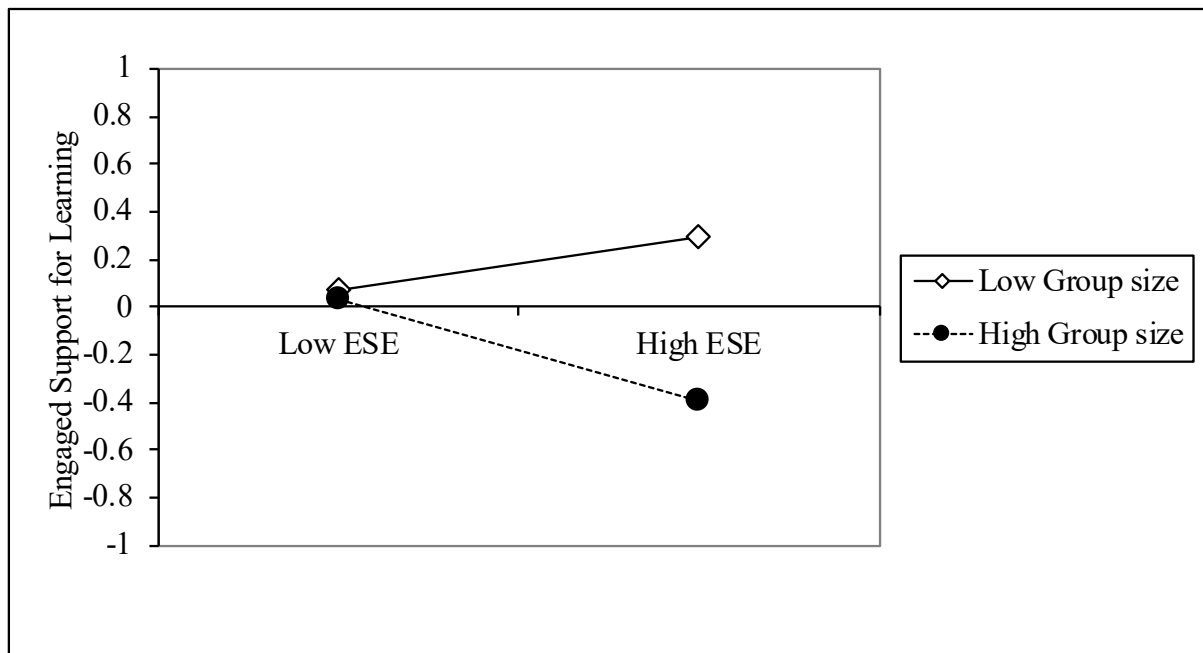 Engaged Support for Learning
1
0.8
0.6
0.4
0.2
0
-0.2
-0.4
-0.6
-0.8
-1
Low ESE
High ESE
Low Group size
High Group size